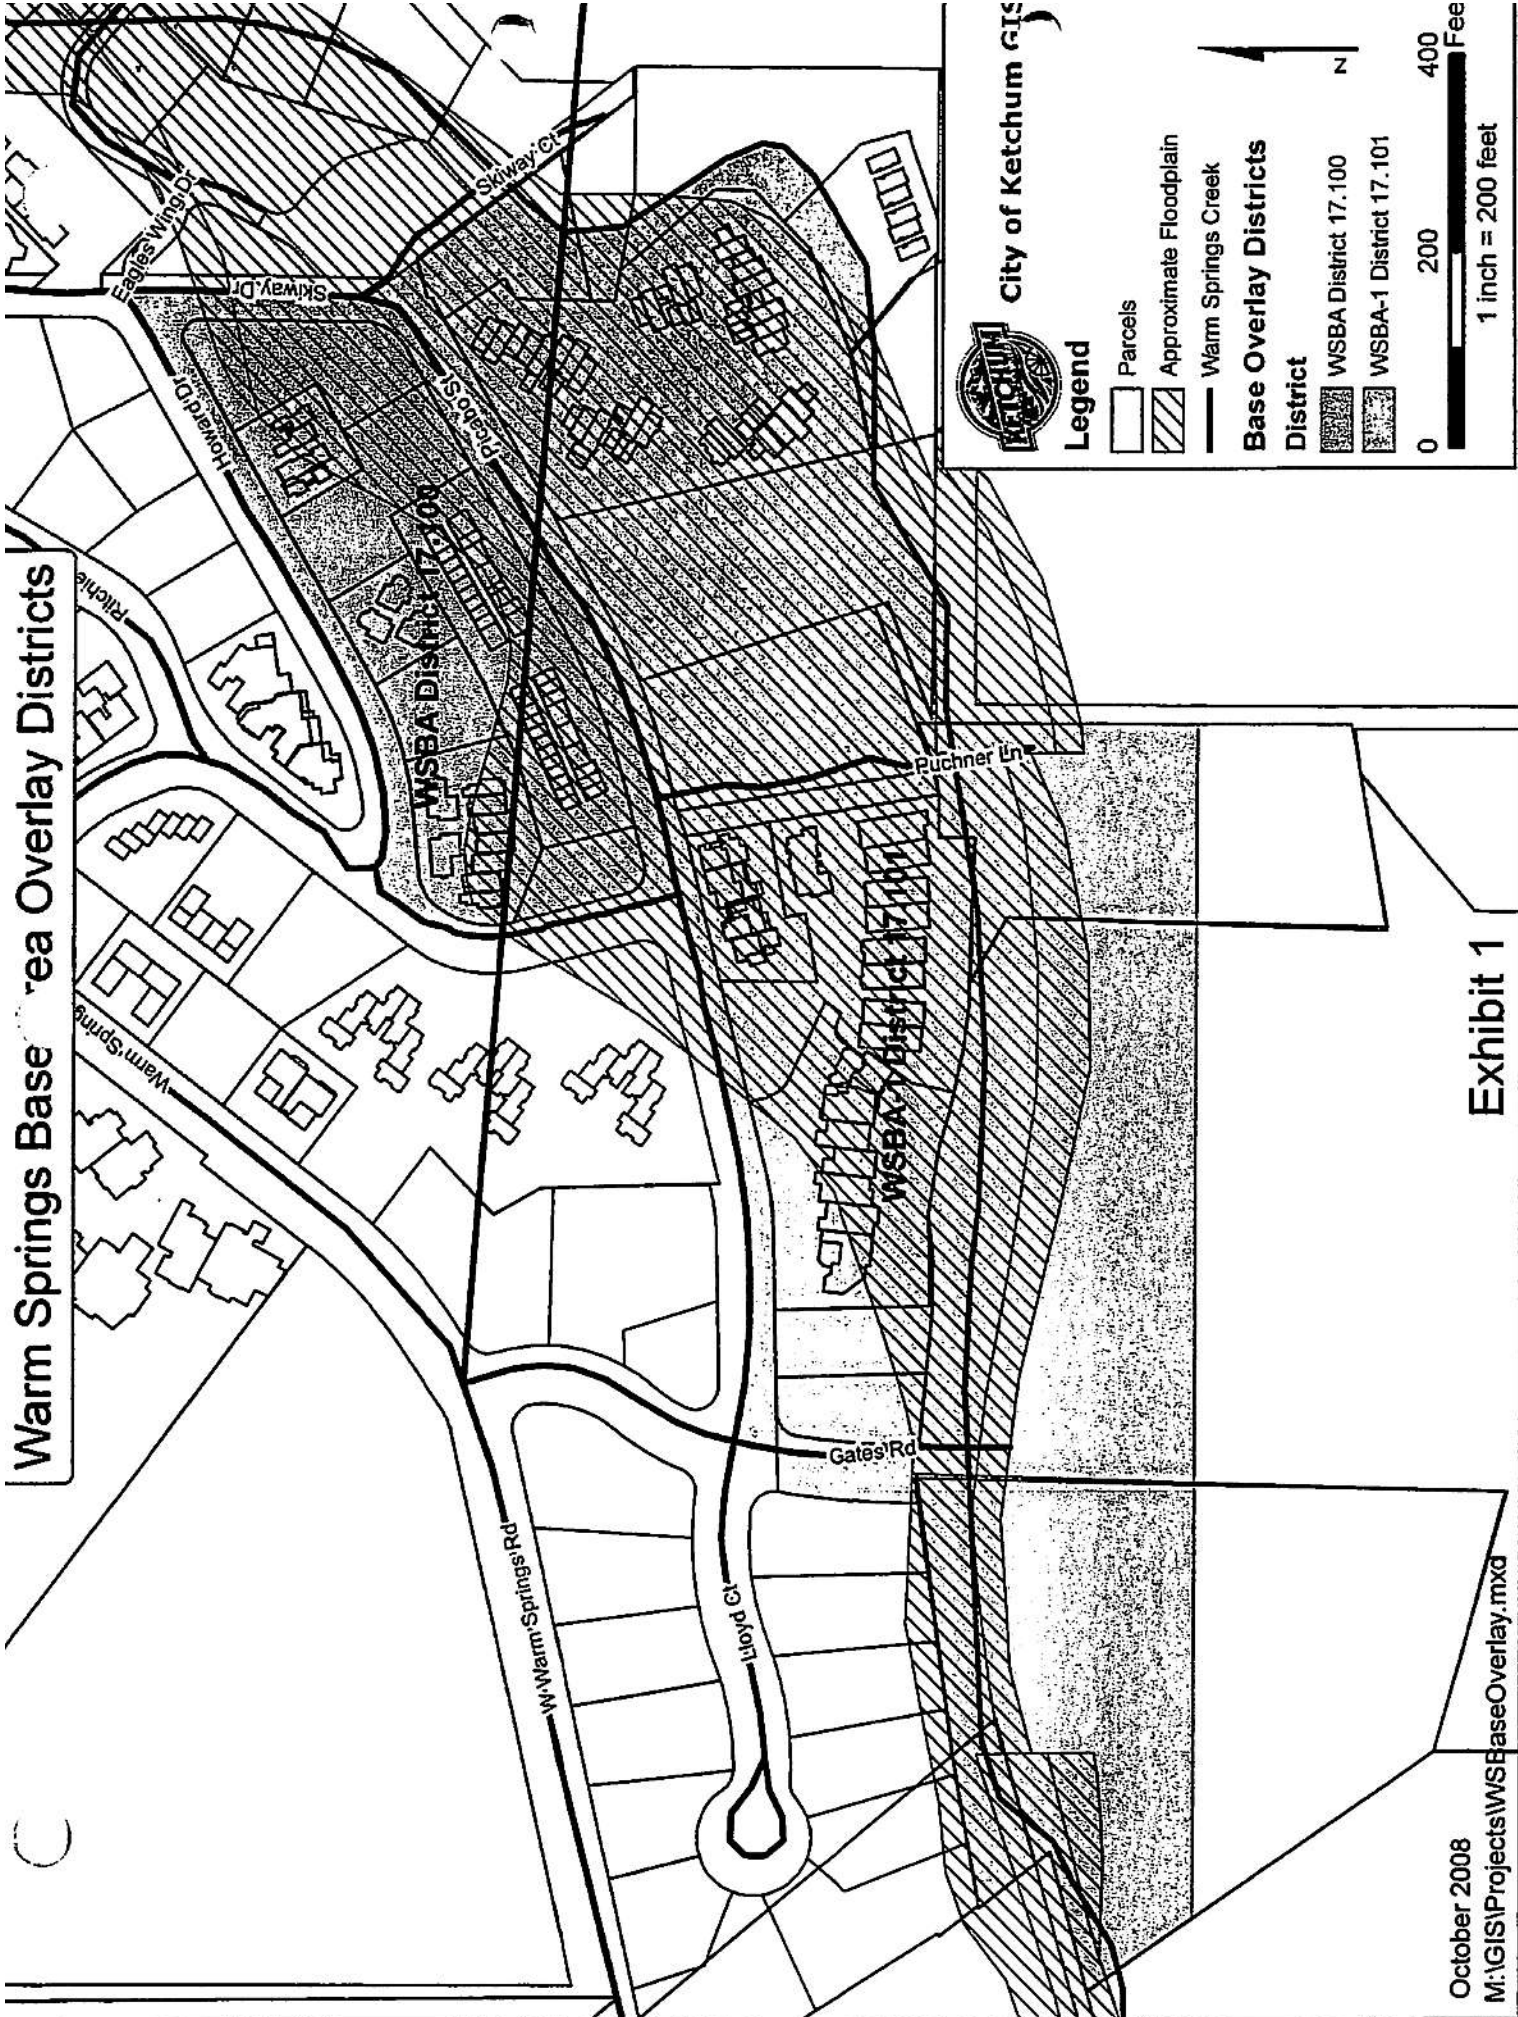 Warm Springs Base rea Overlay Districts
Ritchie
Warm Spring
Eagles Wing Dr
Skiway Dr
Skiway Ct
Howard Dr
Picabo St
WSBA District 17.100
Puchner Ln
WSBA-1 District 17.101
Gates Rd
W Warm Springs Rd
Lloyd Ct
KETCHUM
City of Ketchum GIS
Legend
Parcels
Approximate Floodplain
Warm Springs Creek
Base Overlay Districts
District
WSBA District 17.100
WSBA-1 District 17.101
N
0 200 400
Fee
1 inch = 200 feet
Exhibit 1
October 2008
M:\GIS\Projects\WSBaseOverlay.mxd